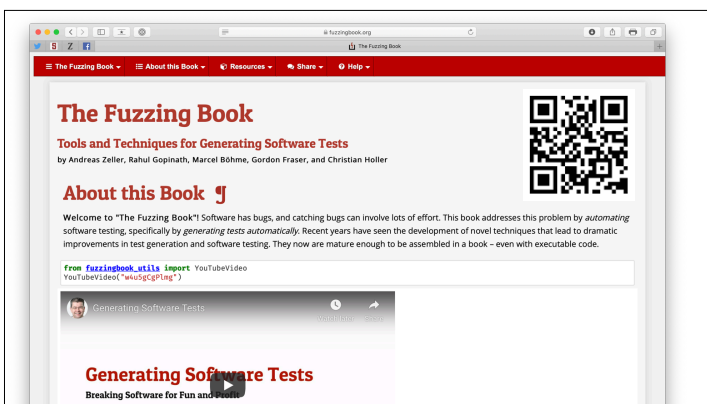 fuzzingbook.org
S Z f
The Fuzzing Book
The Fuzzing Book About this Book Resources Share Help
The Fuzzing Book
Tools and Techniques for Generating Software Tests
by Andreas Zeller, Rahul Gopinath, Marcel Böhme, Gordon Fraser, and Christian Holler
About this Book ¶
Welcome to "The Fuzzing Book"! Software has bugs, and catching bugs can involve lots of effort. This book addresses this problem by automating
software testing, specifically by generating tests automatically. Recent years have seen the development of novel techniques that lead to dramatic
improvements in test generation and software testing. They now are mature enough to be assembled in a book – even with executable code.
from fuzzingbook_utils import YouTubeVideo
YouTubeVideo("w4u5gCgPlmg")
Generating Software Tests
Generating Software Tests
Breaking Software for Fun and Profit